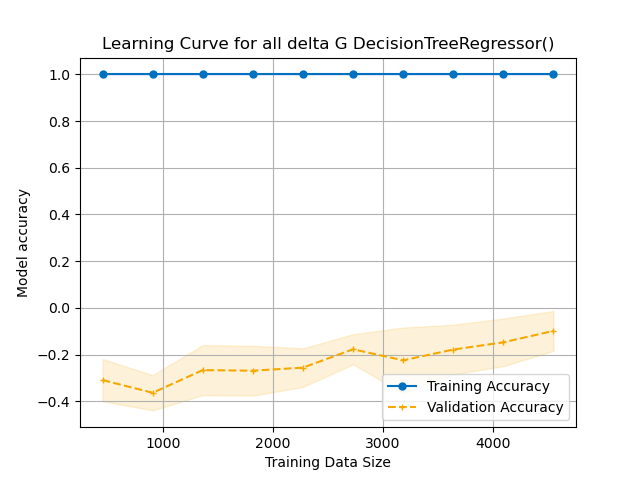 Learning Curve for all delta G DecisionTreeRegressor()
1.0
0.8
0.6
0.4
0.2
0.0
−0.2
−0.4
Model accuracy
1000
2000
3000
4000
Training Data Size
Training Accuracy
Validation Accuracy